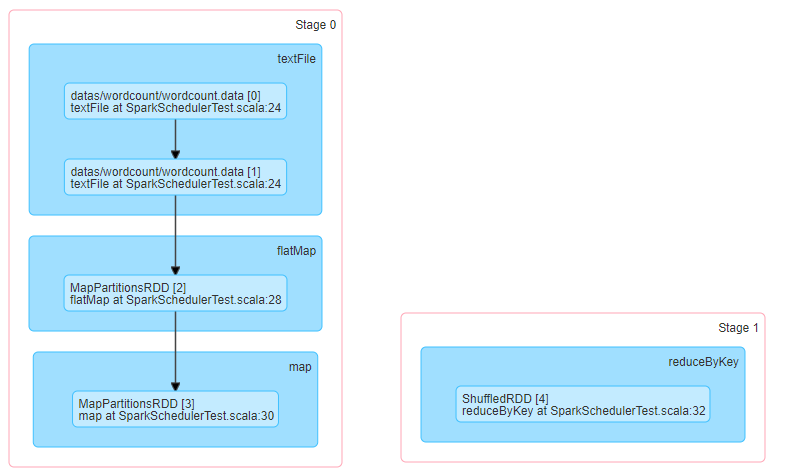 Stage 0
textFile
datas/wordcount/wordcount.data [0]
textFile at SparkSchedulerTest.scala:24
datas/wordcount/wordcount.data [1]
textFile at SparkSchedulerTest.scala:24
flatMap
MapPartitionsRDD [2]
flatMap at SparkSchedulerTest.scala:28
map
MapPartitionsRDD [3]
map at SparkSchedulerTest.scala:30
Stage 1
reduceByKey
ShuffledRDD [4]
reduceByKey at SparkSchedulerTest.scala:32